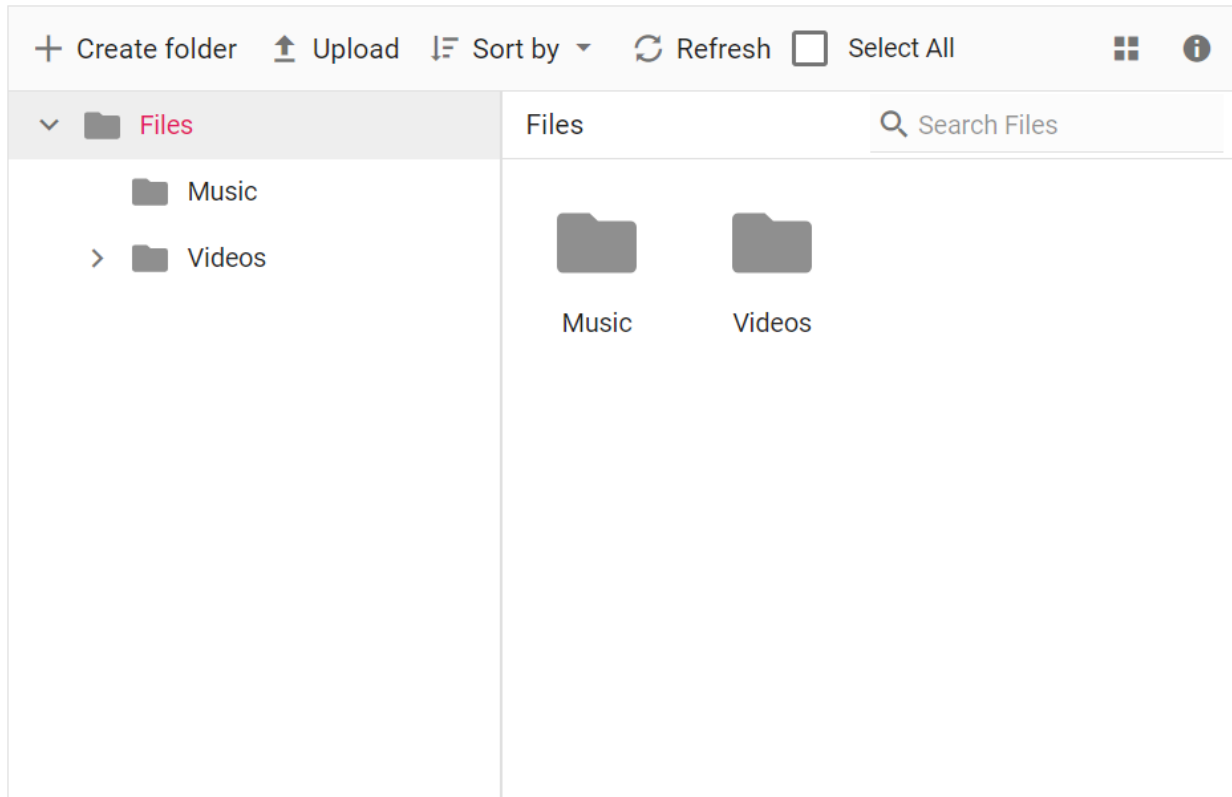 Create folder Upload Sort by Refresh Select All
Files
Music
Videos
Files Search Files
Music Videos